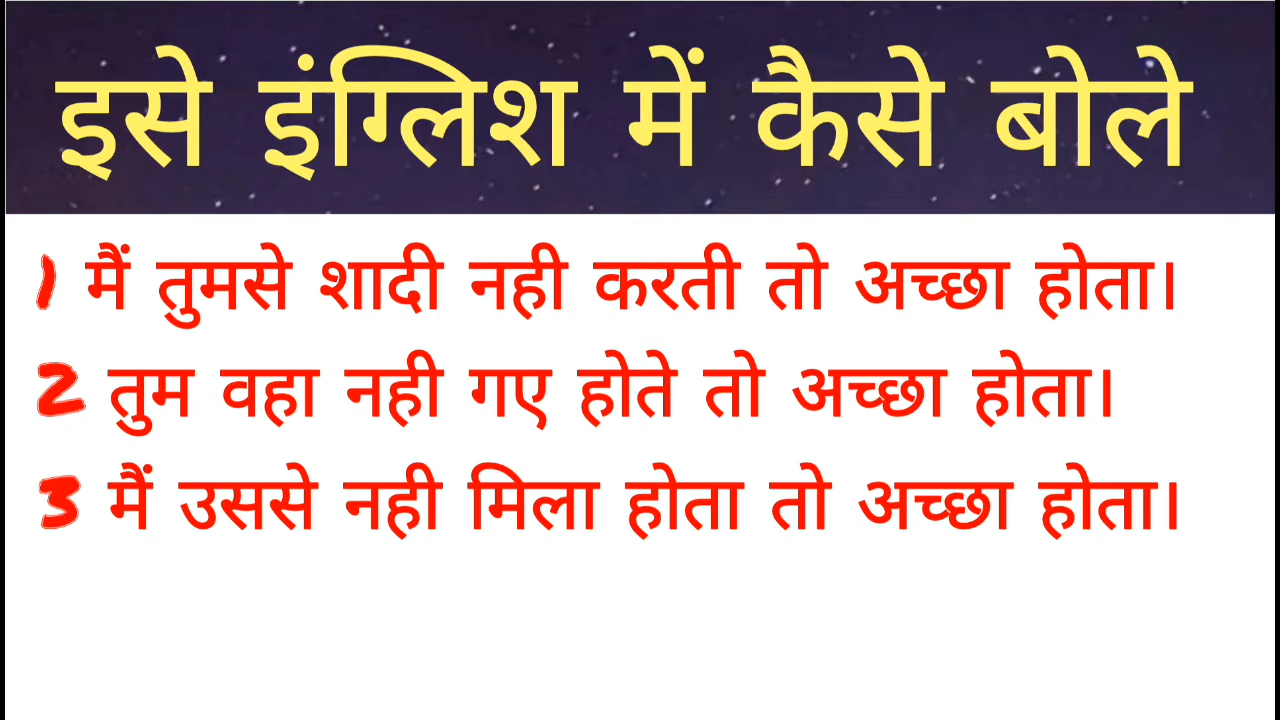 इसे इंग्लिश में कैसे बोले
1 मैं तुमसे शादी नही करती तो अच्छा होता।
2 तुम वहा नही गए होते तो अच्छा होता।
3 मैं उससे नही मिला होता तो अच्छा होता।